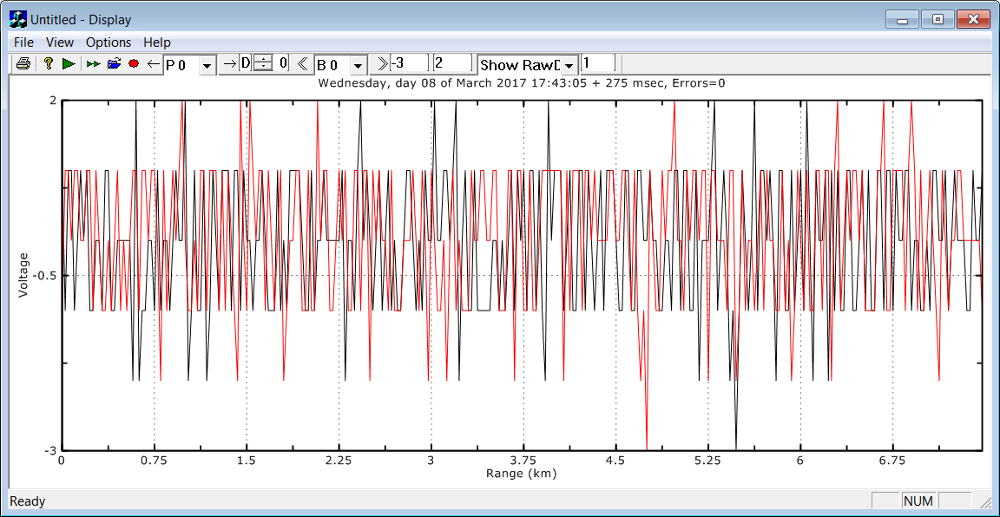 Untitled - Display
File View Options Help
P 0 D 0 B 0 -3 2 Show RawD 1
Wednesday, day 08 of March 2017 17:43:05 + 275 msec, Errors=0
2
Voltage
-0.5
-3
0 0.75 1.5 2.25 3 3.75 4.5 5.25 6 6.75
Range (km)
Ready NUM